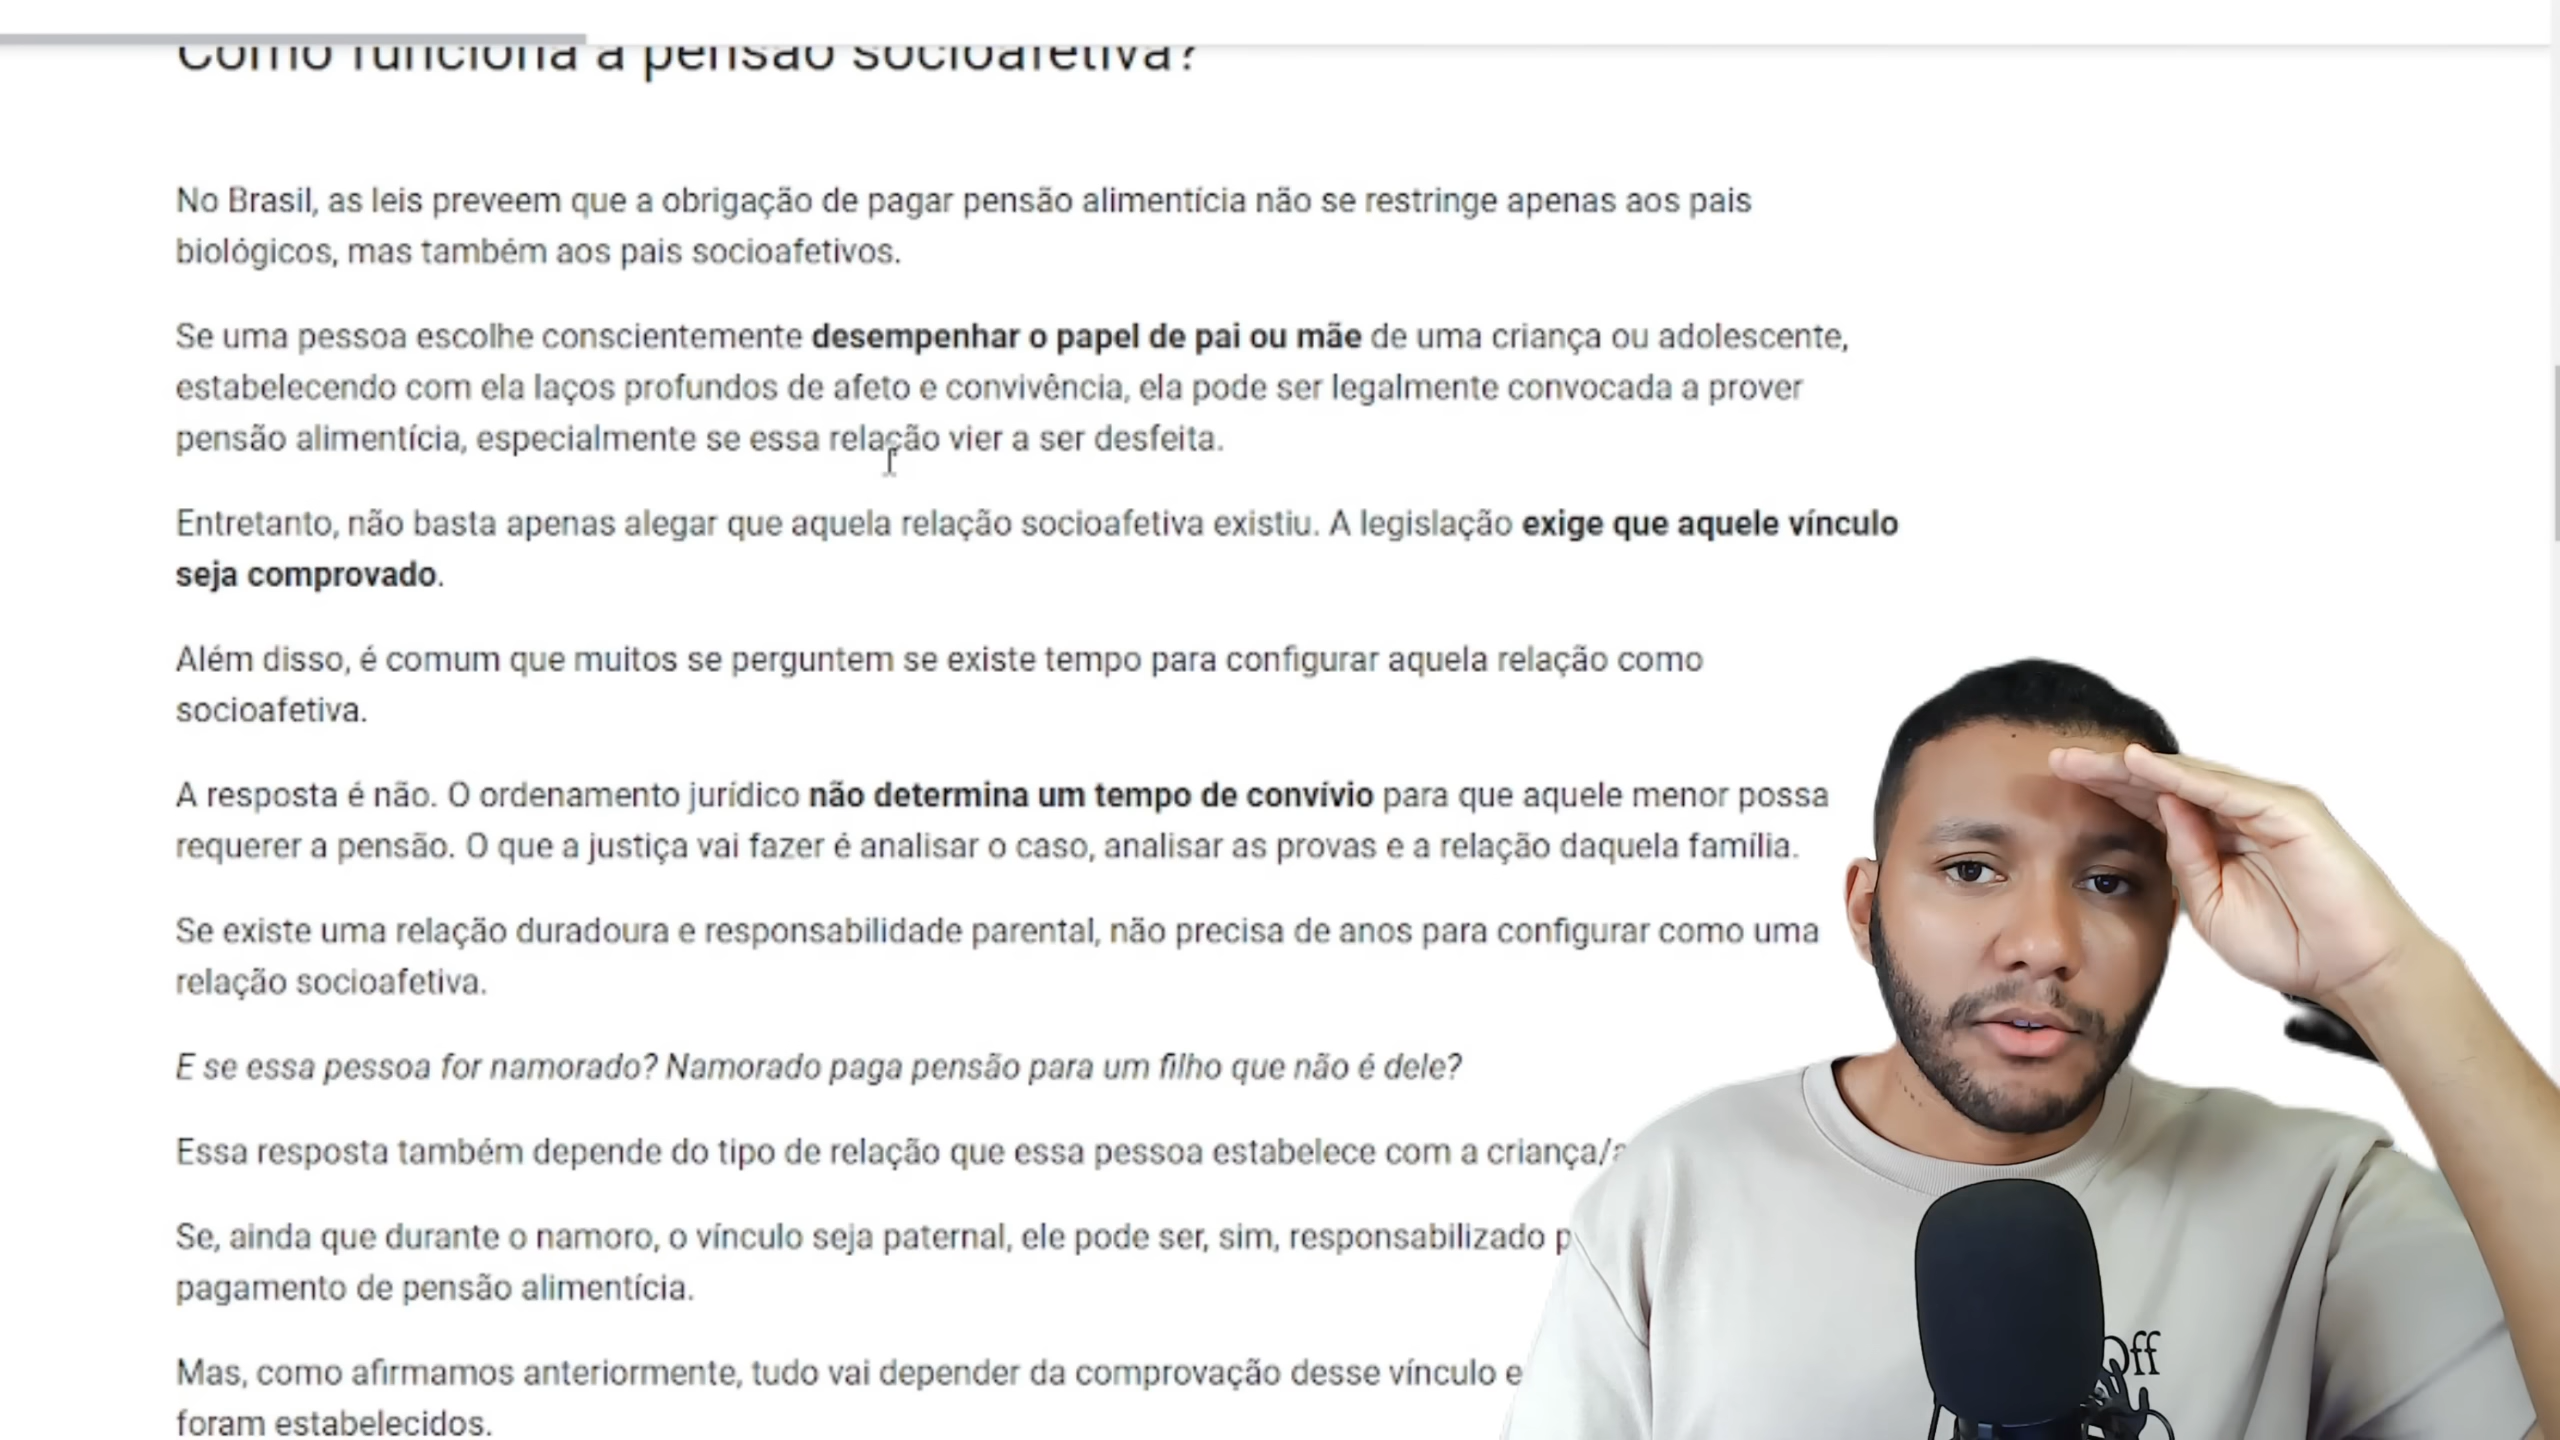 Como funciona a pensão socioafetiva?
No Brasil, as leis preveem que a obrigação de pagar pensão alimentícia não se restringe apenas aos pais
biológicos, mas também aos pais socioafetivos.
Se uma pessoa escolhe conscientemente desempenhar o papel de pai ou mãe de uma criança ou adolescente,
estabelecendo com ela laços profundos de afeto e convivência, ela pode ser legalmente convocada a prover
pensão alimentícia, especialmente se essa relação vier a ser desfeita.
Entretanto, não basta apenas alegar que aquela relação socioafetiva existiu. A legislação exige que aquele vínculo
seja comprovado.
Além disso, é comum que muitos se perguntem se existe tempo para configurar aquela relação como
socioafetiva.
A resposta é não. O ordenamento jurídico não determina um tempo de convívio para que aquele menor possa
requerer a pensão. O que a justiça vai fazer é analisar o caso, analisar as provas e a relação daquela família.
Se existe uma relação duradoura e responsabilidade parental, não precisa de anos para configurar como uma
relação socioafetiva.
E se essa pessoa for namorado? Namorado paga pensão para um filho que não é dele?
Essa resposta também depende do tipo de relação que essa pessoa estabelece com a criança/
Se, ainda que durante o namoro, o vínculo seja paternal, ele pode ser, sim, responsabilizado p
pagamento de pensão alimentícia.
Mas, como afirmamos anteriormente, tudo vai depender da comprovação desse vínculo e
foram estabelecidos.
Off